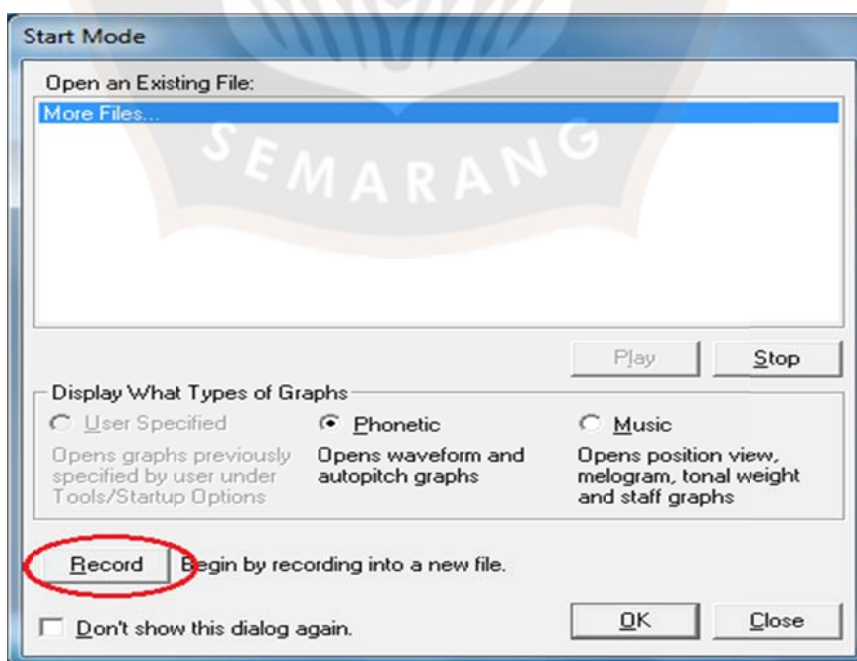 Start Mode
Open an Existing File:
More Files...
SEMARANG
Play Stop
Display What Types of Graphs
User Specified Phonetic Music
Opens graphs previously specified by user under Tools/Startup Options
Opens waveform and autopitch graphs
Opens position view, melogram, tonal weight and staff graphs
Record Begin by recording into a new file.
Don't show this dialog again. OK Close